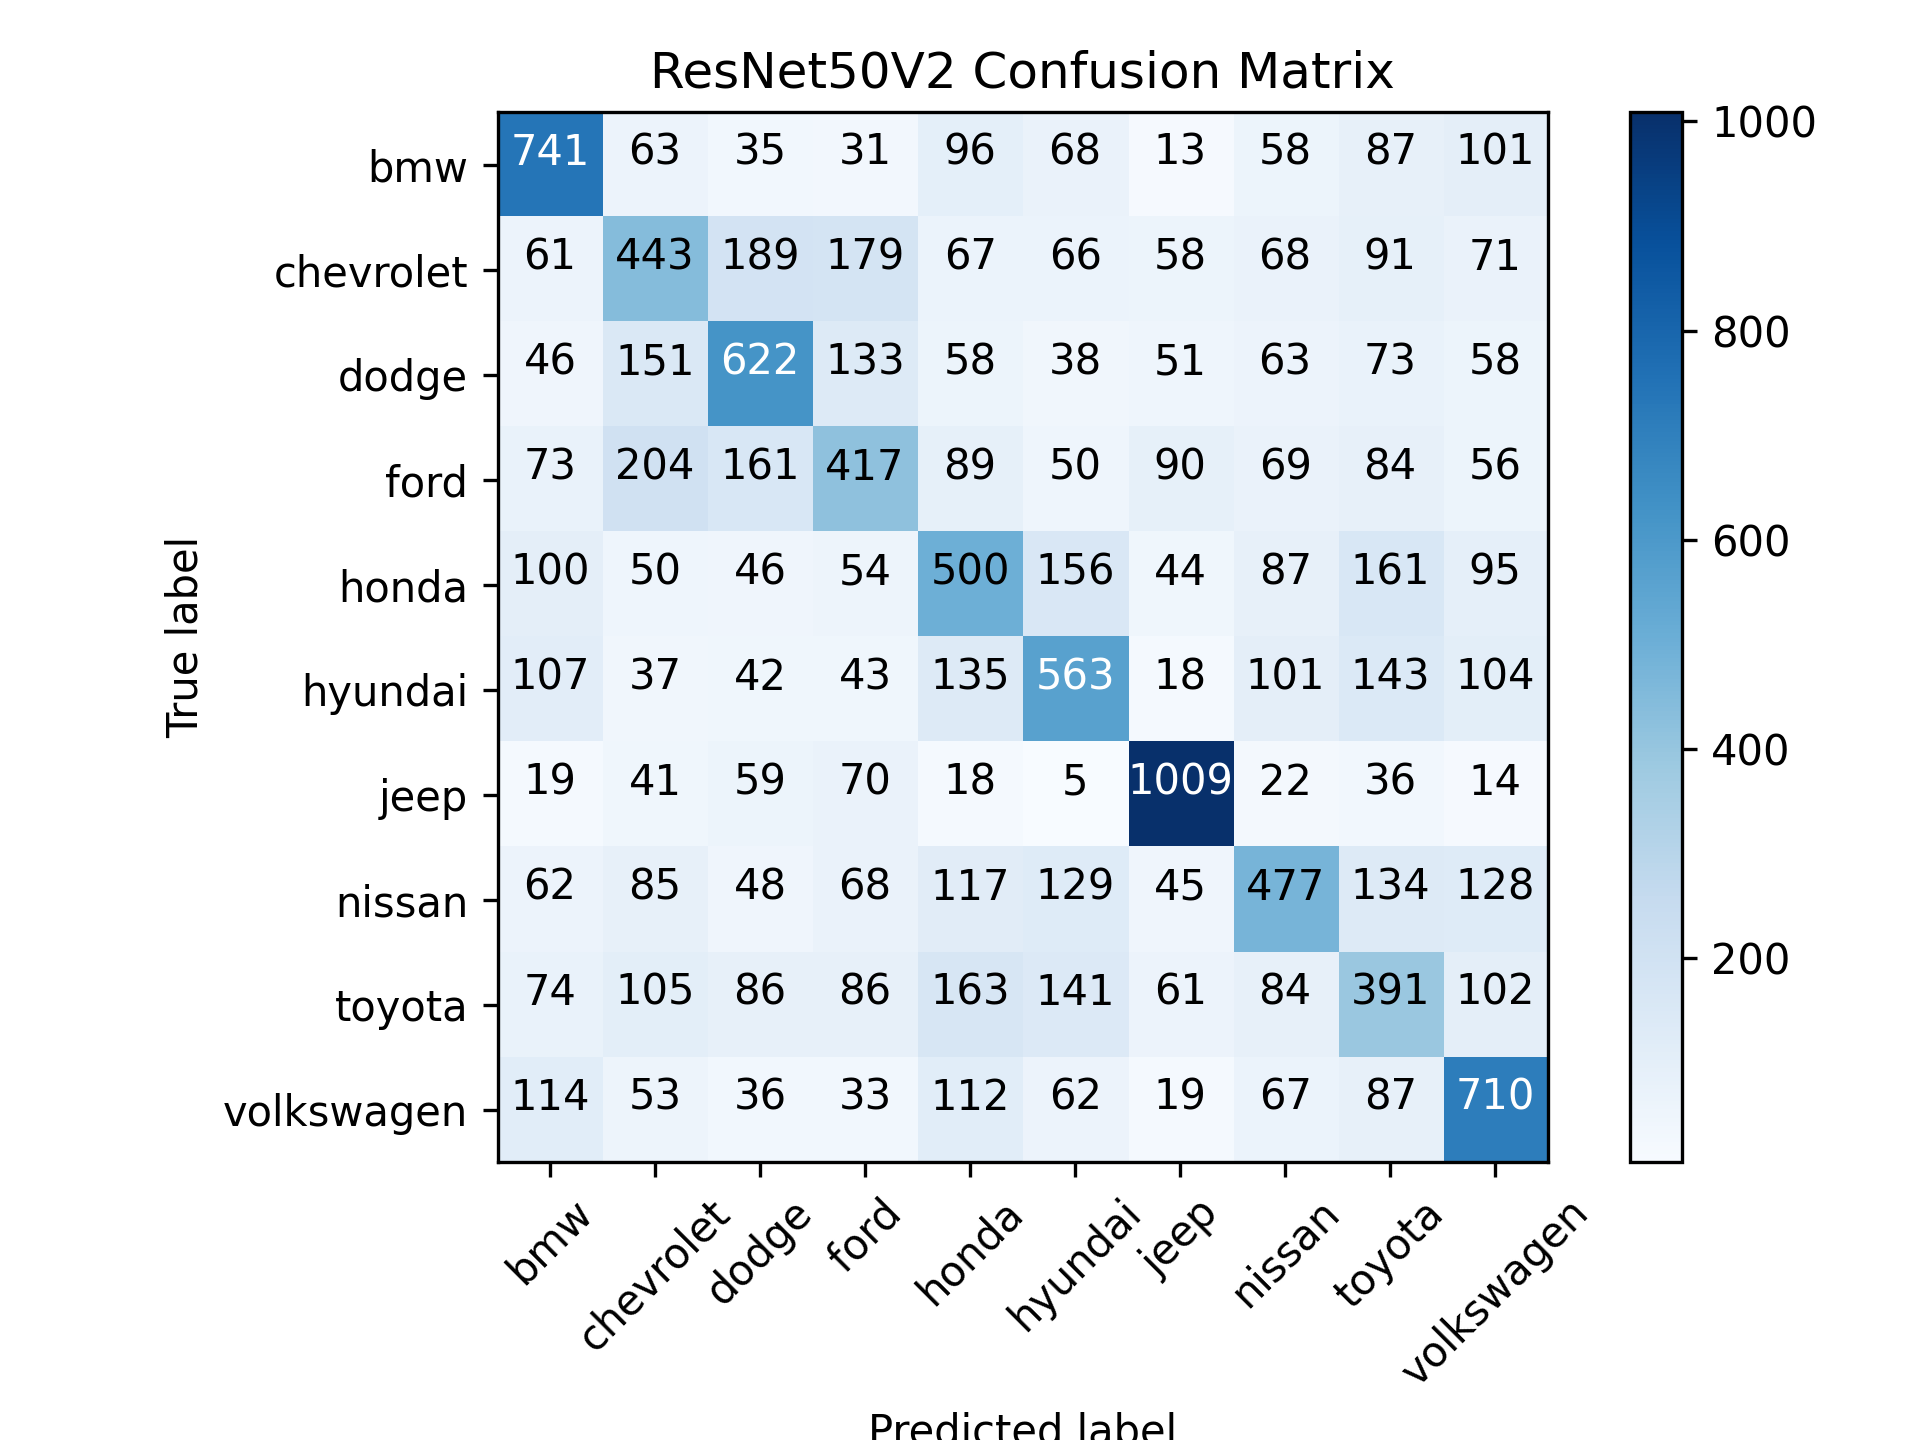 ResNet50V2 Confusion Matrix
bmw 741 63 35 31 96 68 13 58 87 101
chevrolet 61 443 189 179 67 66 58 68 91 71
dodge 46 151 622 133 58 38 51 63 73 58
ford 73 204 161 417 89 50 90 69 84 56
honda 100 50 46 54 500 156 44 87 161 95
hyundai 107 37 42 43 135 563 18 101 143 104
jeep 19 41 59 70 18 5 1009 22 36 14
nissan 62 85 48 68 117 129 45 477 134 128
toyota 74 105 86 86 163 141 61 84 391 102
volkswagen 114 53 36 33 112 62 19 67 87 710
bmw chevrolet dodge ford honda hyundai jeep nissan toyota volkswagen
True label
Predicted label
1000
800
600
400
200